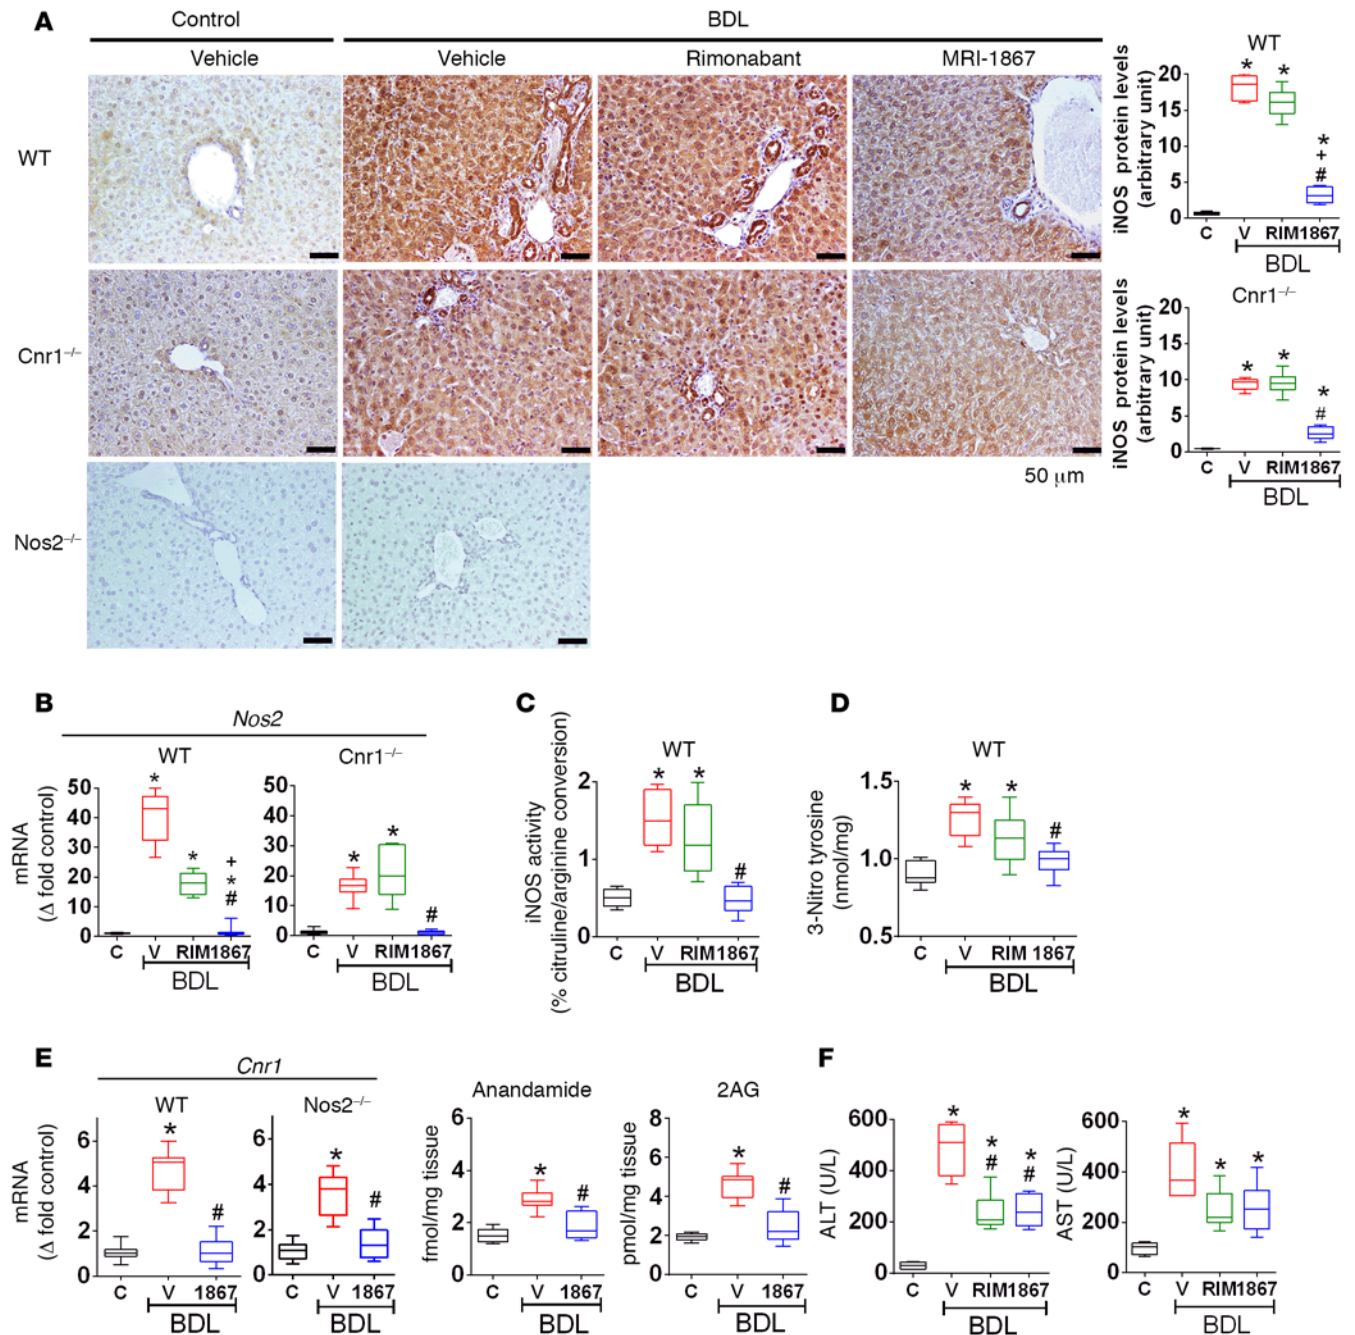 A
Control
BDL
Vehicle
Vehicle
Rimonabant
MRI-1867
WT
Cnr1−/−
Nos2−/−
50 μm
WT
iNOS protein levels
(arbitrary unit)
20
15
10
5
0
*
*
*
+
#
C
V
RIM1867
BDL
Cnr1−/−
iNOS protein levels
(arbitrary unit)
20
15
10
5
0
*
*
*
#
C
V
RIM1867
BDL
B
Nos2
WT
mRNA
(Δ fold control)
50
40
30
20
10
0
*
*
+
*
#
C
V
RIM1867
BDL
Cnr1−/−
50
40
30
20
10
0
*
*
#
C
V
RIM1867
BDL
C
WT
iNOS activity
(% citruline/arginine conversion)
2
1
0
*
*
#
C
V
RIM1867
BDL
D
WT
3-Nitro tyrosine
(nmol/mg)
1.5
1.0
0.5
*
*
#
C
V
RIM 1867
BDL
E
Cnr1
WT
mRNA
(Δ fold control)
6
4
2
0
*
#
C
V
1867
BDL
Nos2−/−
6
4
2
0
*
#
C
V
1867
BDL
Anandamide
fmol/mg tissue
6
4
2
0
*
#
C
V
1867
BDL
2AG
pmol/mg tissue
8
6
4
2
0
*
#
C
V
1867
BDL
F
ALT (U/L)
600
400
200
0
*
*
#
*
#
C
V
RIM1867
BDL
AST (U/L)
600
400
200
0
*
*
*
C
V
RIM1867
BDL